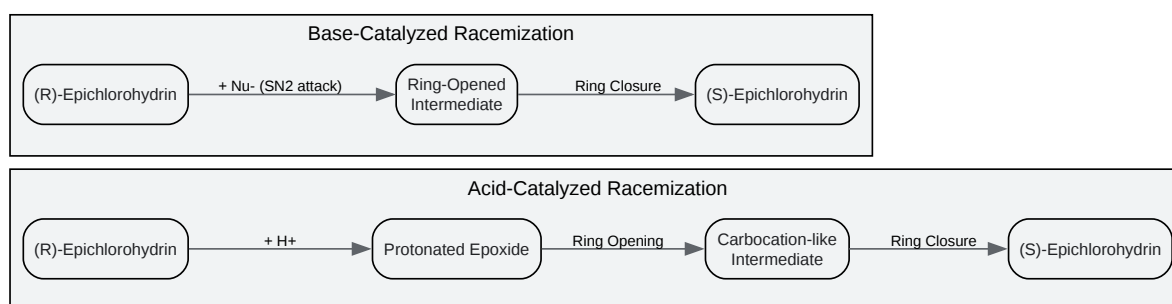 Base-Catalyzed Racemization
(R)-Epichlorohydrin
+ Nu- (SN2 attack)
Ring-Opened
Intermediate
Ring Closure
(S)-Epichlorohydrin
Acid-Catalyzed Racemization
(R)-Epichlorohydrin
+ H+
Protonated Epoxide
Ring Opening
Carbocation-like
Intermediate
Ring Closure
(S)-Epichlorohydrin